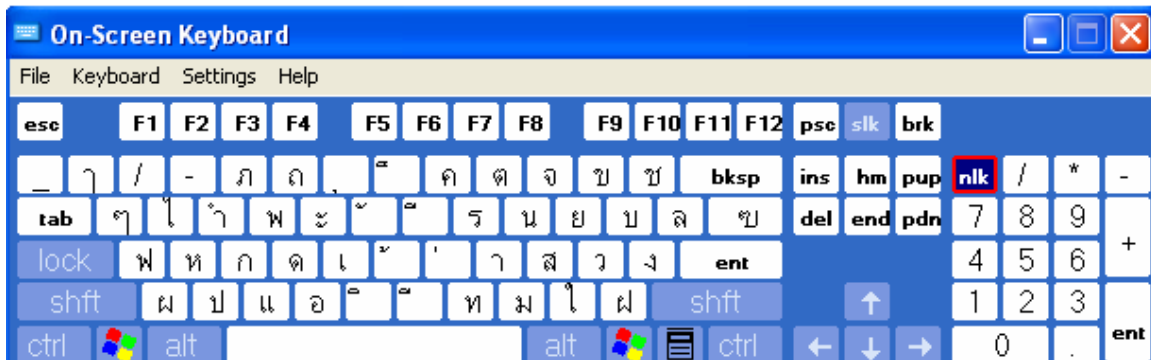 On-Screen Keyboard
File Keyboard Settings Help
esc F1 F2 F3 F4 F5 F6 F7 F8 F9 F10 F11 F12 psc slk brk
_ ๅ / - ภ ถ ุ ึ ค ต จ ข ช bksp ins hm pup nlk / * -
tab ๆ ไ ำ พ ะ ั ี ร น ย บ ล ฃ del end pdn 7 8 9 +
lock ฟ ห ก ด เ ้ ่ า ส ว ง ent 4 5 6
shft ผ ป แ อ ิ ื ท ม ใ ฝ shft ↑ 1 2 3 ent
ctrl alt alt ctrl ← ↓ → 0 .